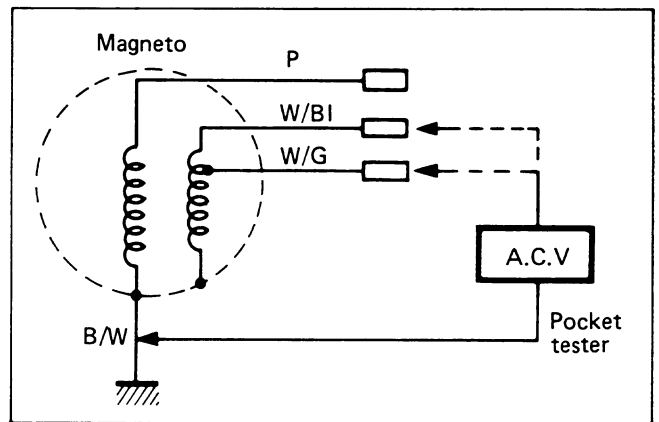 Magneto
P
W/Bl
W/G
A.C.V
B/W
Pocket
tester